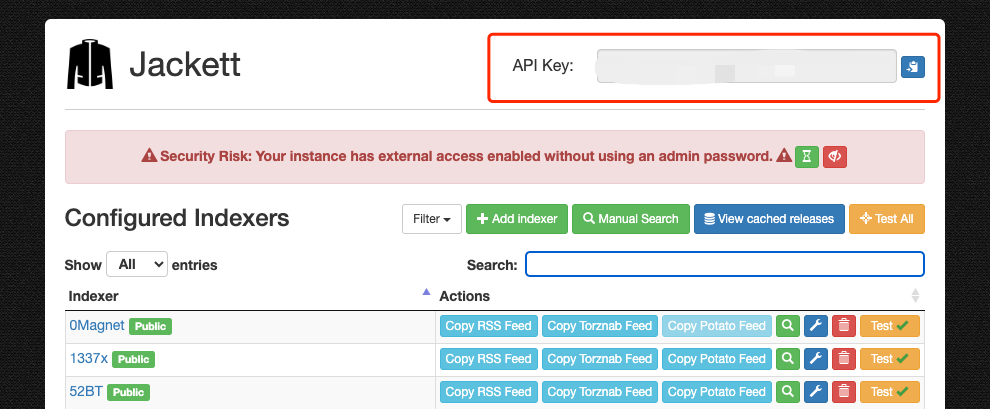 Jackett
API Key:
Security Risk: Your instance has external access enabled without using an admin password.
Configured Indexers
Filter Add indexer Manual Search View cached releases Test All
Show All entries Search:
Indexer Actions
0Magnet Public Copy RSS Feed Copy Torznab Feed Copy Potato Feed Test
1337x Public Copy RSS Feed Copy Torznab Feed Copy Potato Feed Test
52BT Public Copy RSS Feed Copy Torznab Feed Copy Potato Feed Test